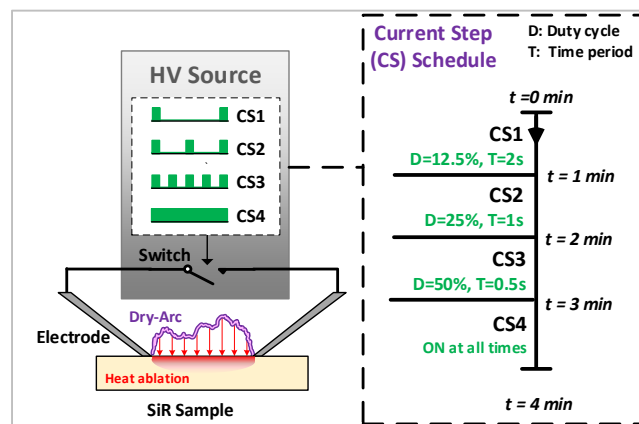 HV Source
CS1
CS2
CS3
CS4
Switch
Electrode
Dry-Arc
Heat ablation
SiR Sample
Current Step
(CS) Schedule
D: Duty cycle
T: Time period
t =0 min
CS1
D=12.5%, T=2s
t = 1 min
CS2
D=25%, T=1s
t = 2 min
CS3
D=50%, T=0.5s
t = 3 min
CS4
ON at all times
t = 4 min